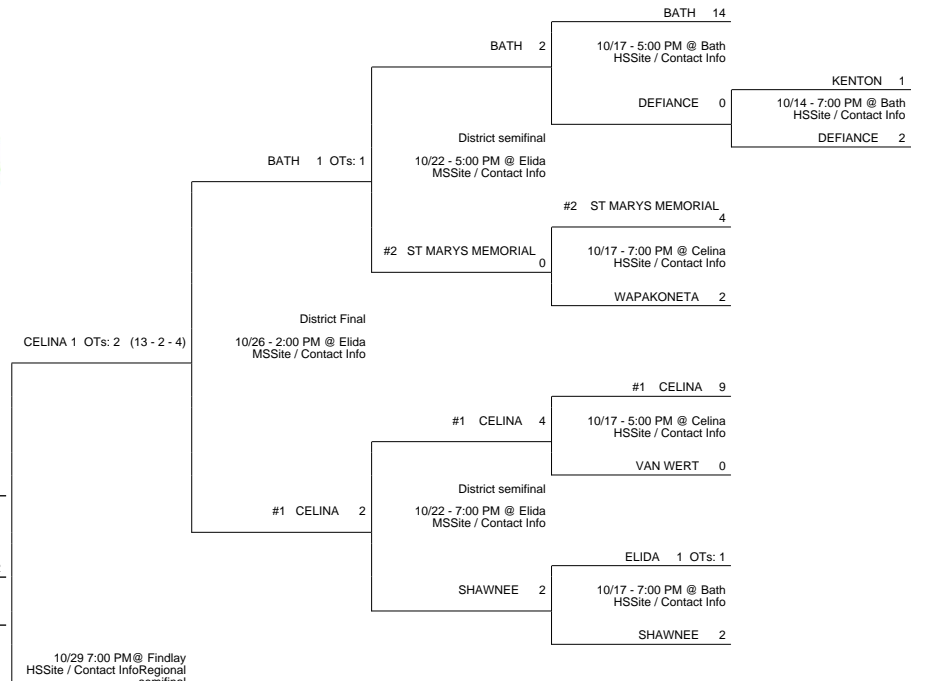 BATH 14
BATH 2
10/17 - 5:00 PM @ Bath
HSSite / Contact Info
KENTON 1
DEFIANCE 0
10/14 - 7:00 PM @ Bath
HSSite / Contact Info
DEFIANCE 2
District semifinal
BATH 1 OTs: 1
10/22 - 5:00 PM @ Elida
MSSite / Contact Info
#2 ST MARYS MEMORIAL
4
#2 ST MARYS MEMORIAL
0
10/17 - 7:00 PM @ Celina
HSSite / Contact Info
WAPAKONETA 2
District Final
CELINA 1 OTs: 2 (13 - 2 - 4)
10/26 - 2:00 PM @ Elida
MSSite / Contact Info
#1 CELINA 9
#1 CELINA 4
10/17 - 5:00 PM @ Celina
HSSite / Contact Info
VAN WERT 0
District semifinal
#1 CELINA 2
10/22 - 7:00 PM @ Elida
MSSite / Contact Info
ELIDA 1 OTs: 1
SHAWNEE 2
10/17 - 7:00 PM @ Bath
HSSite / Contact Info
SHAWNEE 2
10/29 7:00 PM@ Findlay
HSSite / Contact InfoRegional
semifinal